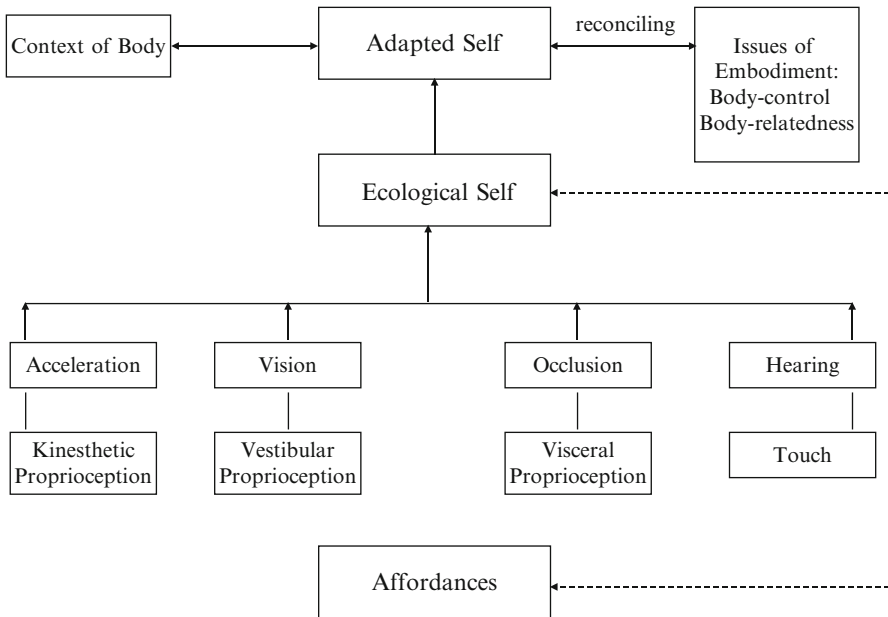 Context of Body
Adapted Self
reconciling
Issues of
Embodiment:
Body-control
Body-relatedness
Ecological Self
Acceleration
Vision
Occlusion
Hearing
Kinesthetic
Proprioception
Vestibular
Proprioception
Visceral
Proprioception
Touch
Affordances